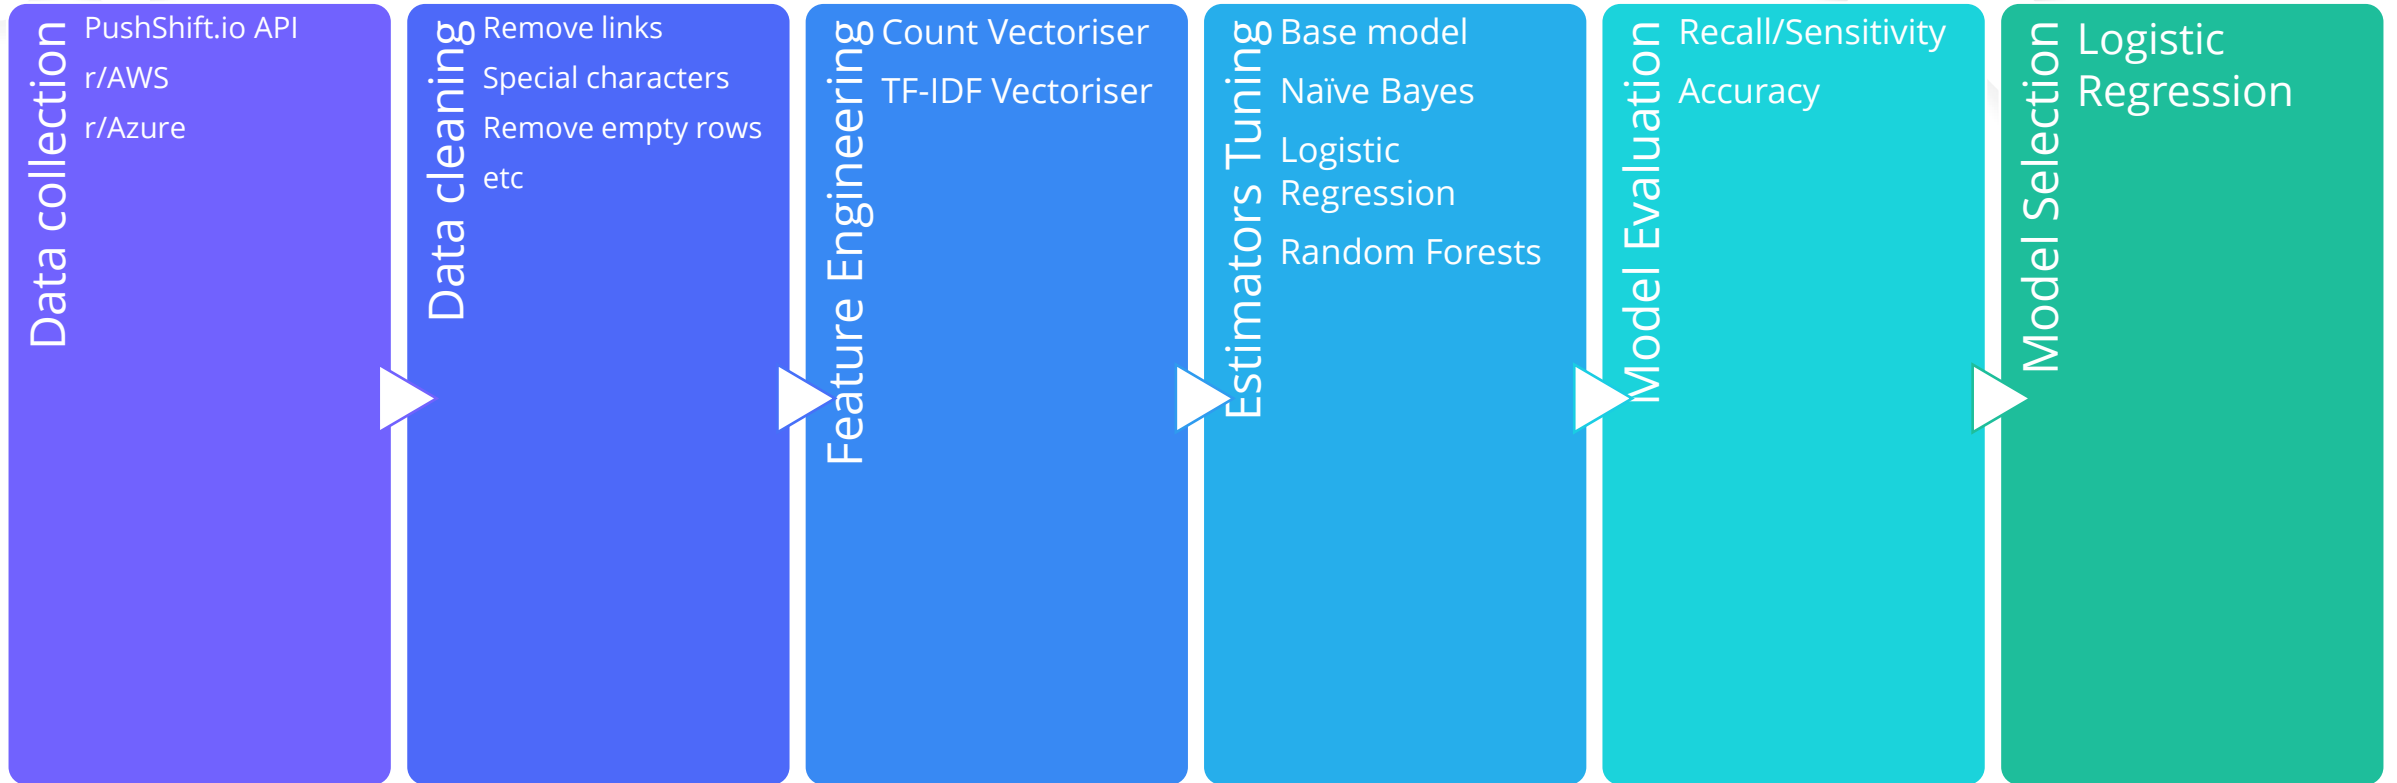 Data collection
PushShift.io API
r/AWS
r/Azure
Data cleaning
Remove links
Special characters
Remove empty rows
etc
Feature Engineering
Count Vectoriser
TF-IDF Vectoriser
Estimators Tuning
Base model
Naïve Bayes
Logistic
Regression
Random Forests
Model Evaluation
Recall/Sensitivity
Accuracy
Model Selection
Logistic
Regression